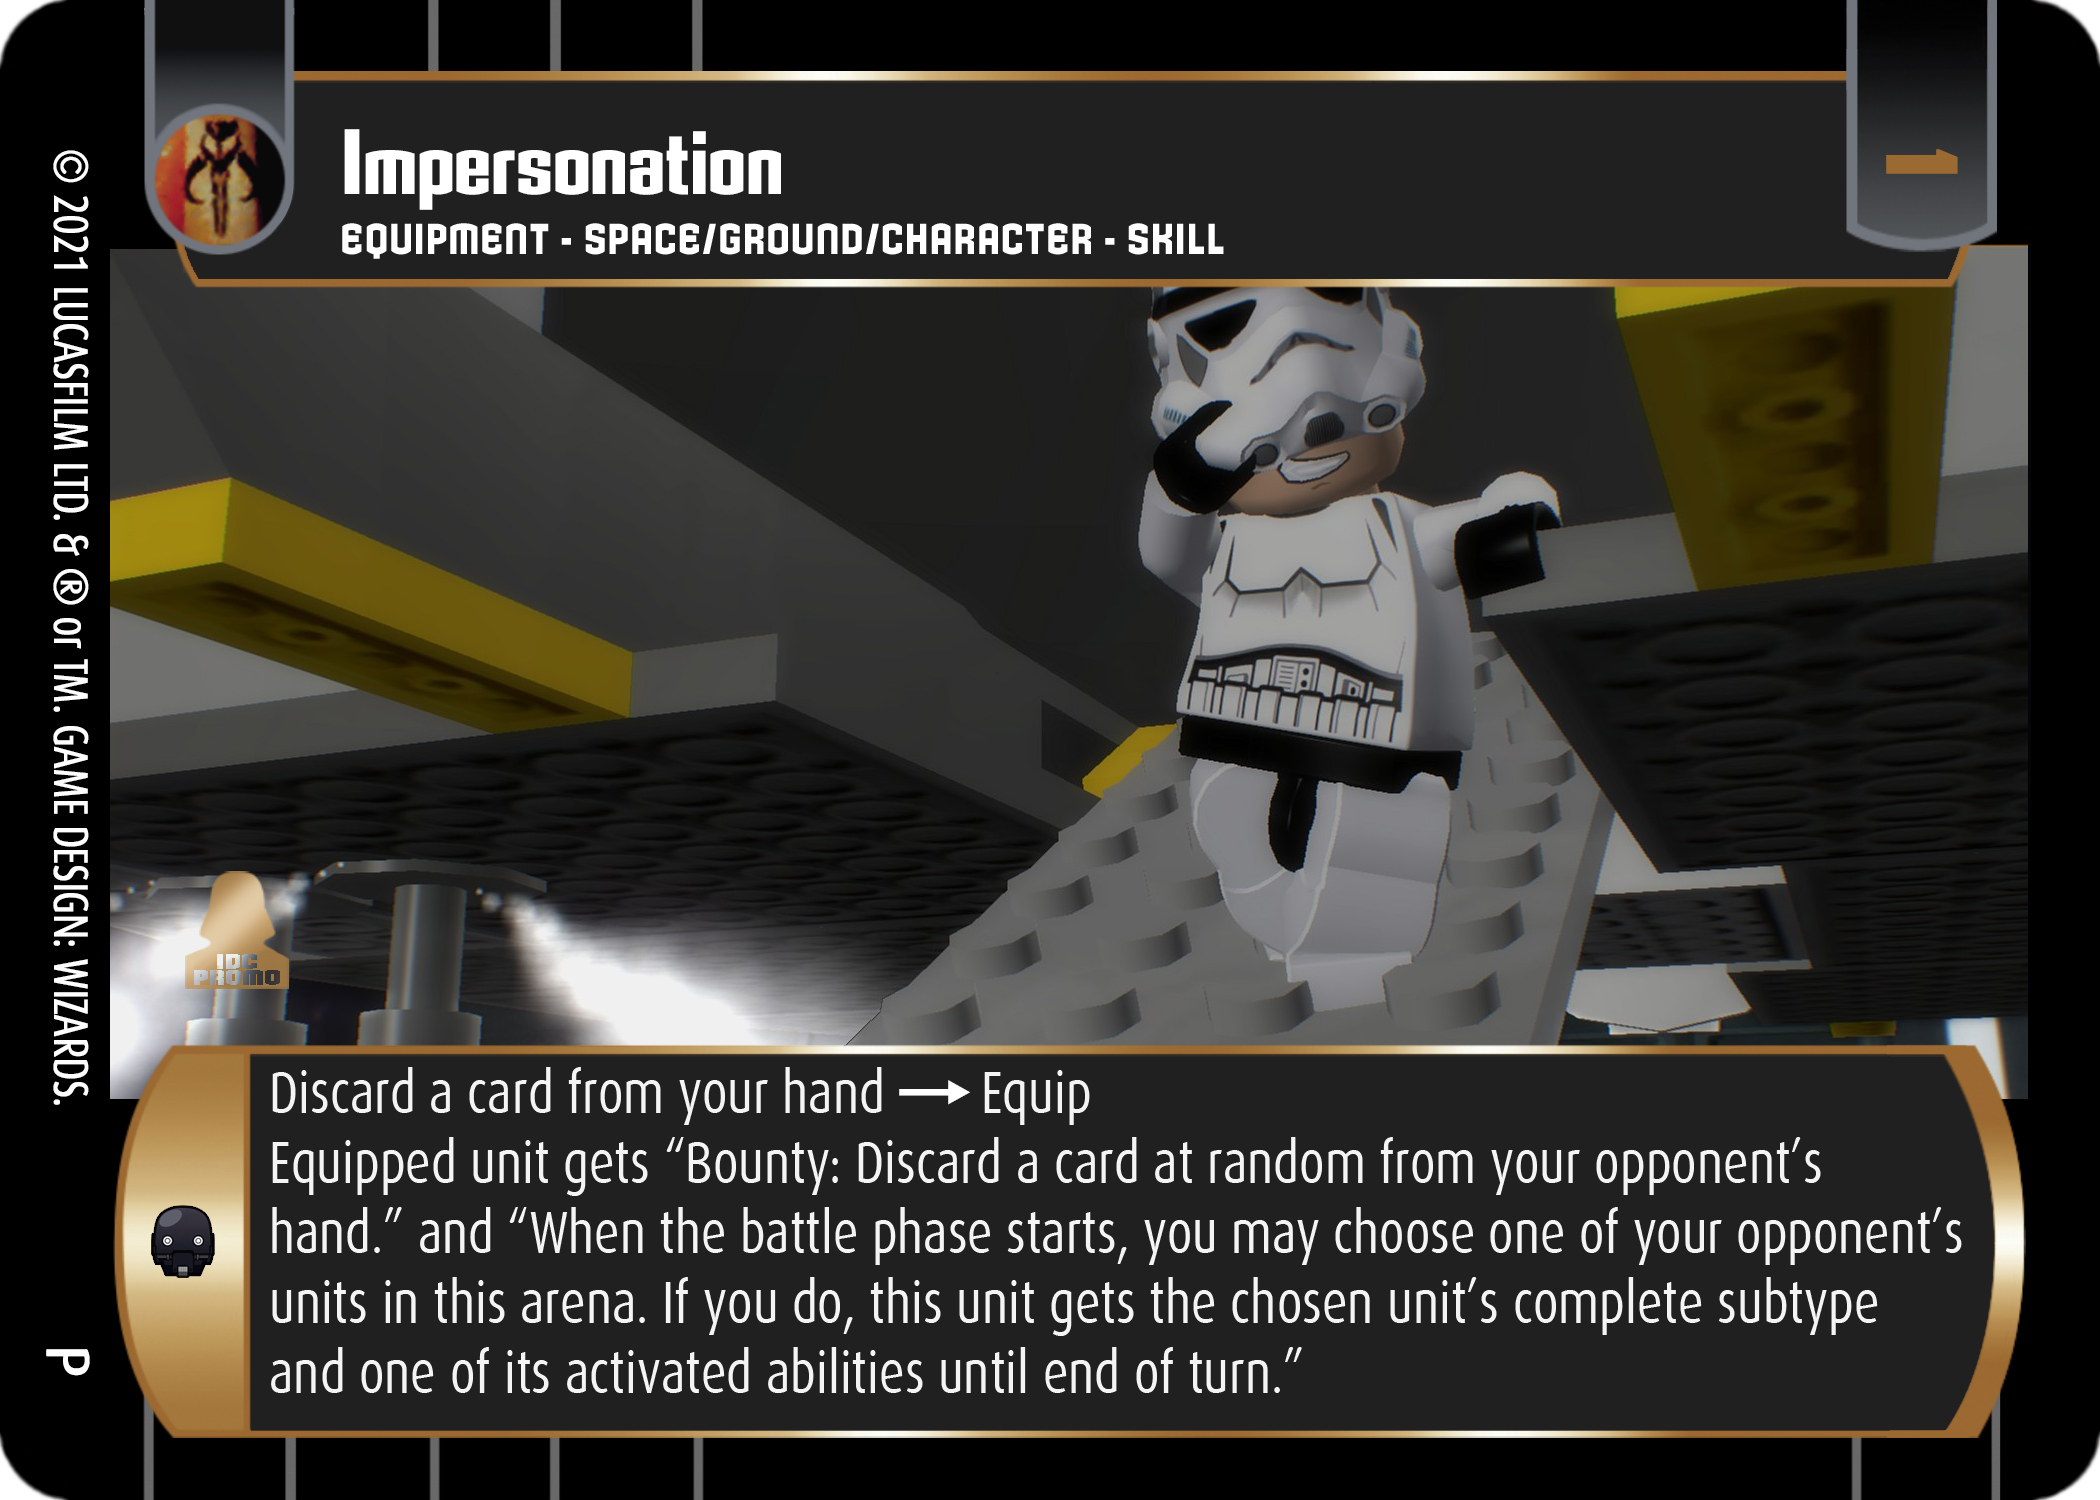 Impersonation
1
EQUIPMENT - SPACE/GROUND/CHARACTER - SKILL
© 2021 LUCASFILM LTD. & ® or TM. GAME DESIGN: WIZARDS.
P
IDC
PROMO
Discard a card from your hand ⟶ Equip
Equipped unit gets “Bounty: Discard a card at random from your opponent’s
hand.” and “When the battle phase starts, you may choose one of your opponent’s
units in this arena. If you do, this unit gets the chosen unit’s complete subtype
and one of its activated abilities until end of turn.”